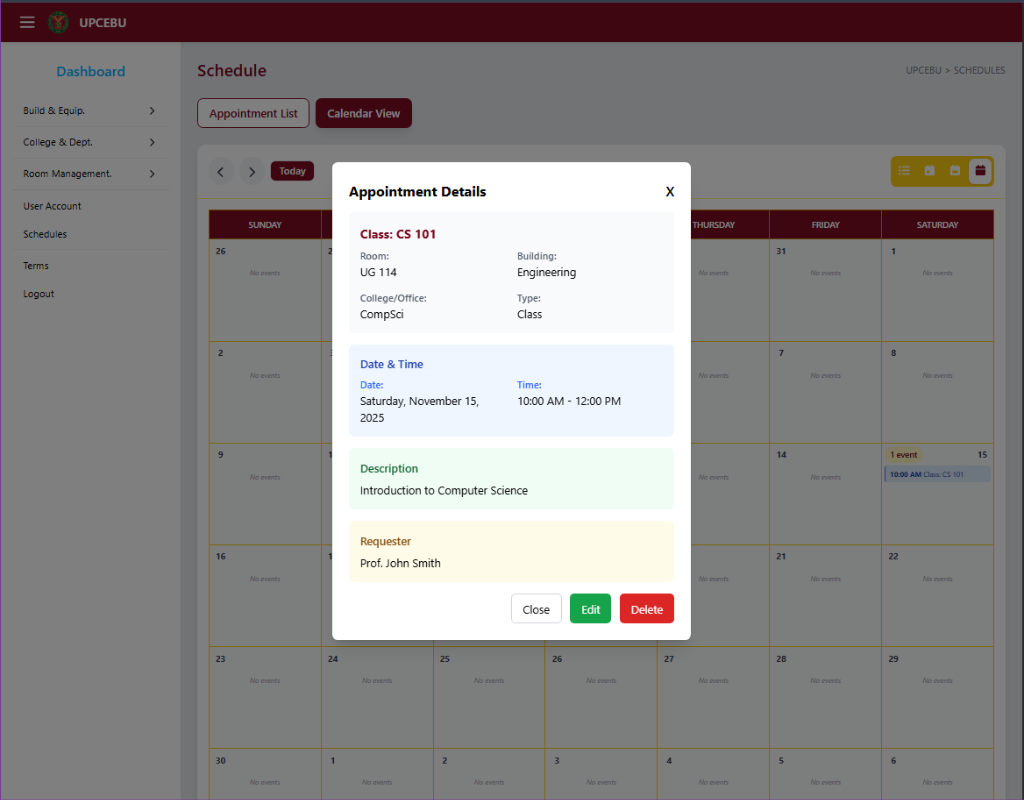 UPCEBU
Dashboard
Build & Equip.
College & Dept.
Room Management.
User Account
Schedules
Terms
Logout
Schedule
UPCEBU > SCHEDULES
Appointment List
Calendar View
Today
SUNDAY
THURSDAY
FRIDAY
SATURDAY
26
31
1
No events
No events
No events
No events
2
7
8
No events
No events
No events
No events
9
14
1 event
15
10:00 AM Class: CS 101
No events
No events
No events
16
21
22
No events
No events
No events
No events
23
24
25
26
27
28
29
No events
No events
No events
No events
No events
No events
No events
30
1
2
3
4
5
6
No events
No events
No events
No events
No events
No events
No events
Appointment Details
X
Class: CS 101
Room:
Building:
UG 114
Engineering
College/Office:
Type:
CompSci
Class
Date & Time
Date:
Time:
Saturday, November 15,
2025
10:00 AM - 12:00 PM
Description
Introduction to Computer Science
Requester
Prof. John Smith
Close
Edit
Delete